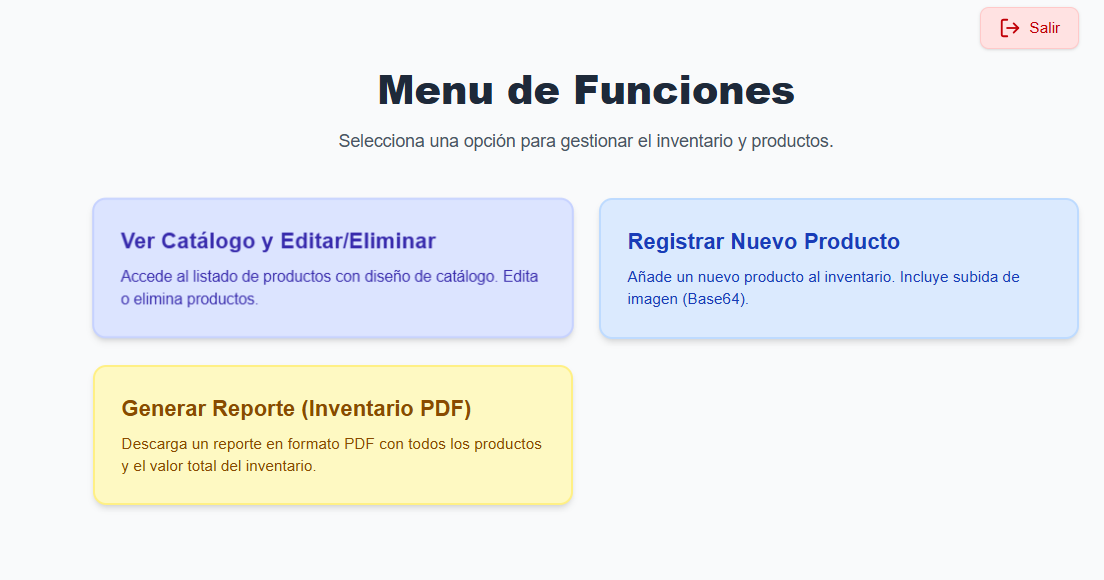 Salir
Menu de Funciones
Selecciona una opción para gestionar el inventario y productos.
Ver Catálogo y Editar/Eliminar
Accede al listado de productos con diseño de catálogo. Edita
o elimina productos.
Registrar Nuevo Producto
Añade un nuevo producto al inventario. Incluye subida de
imagen (Base64).
Generar Reporte (Inventario PDF)
Descarga un reporte en formato PDF con todos los productos
y el valor total del inventario.